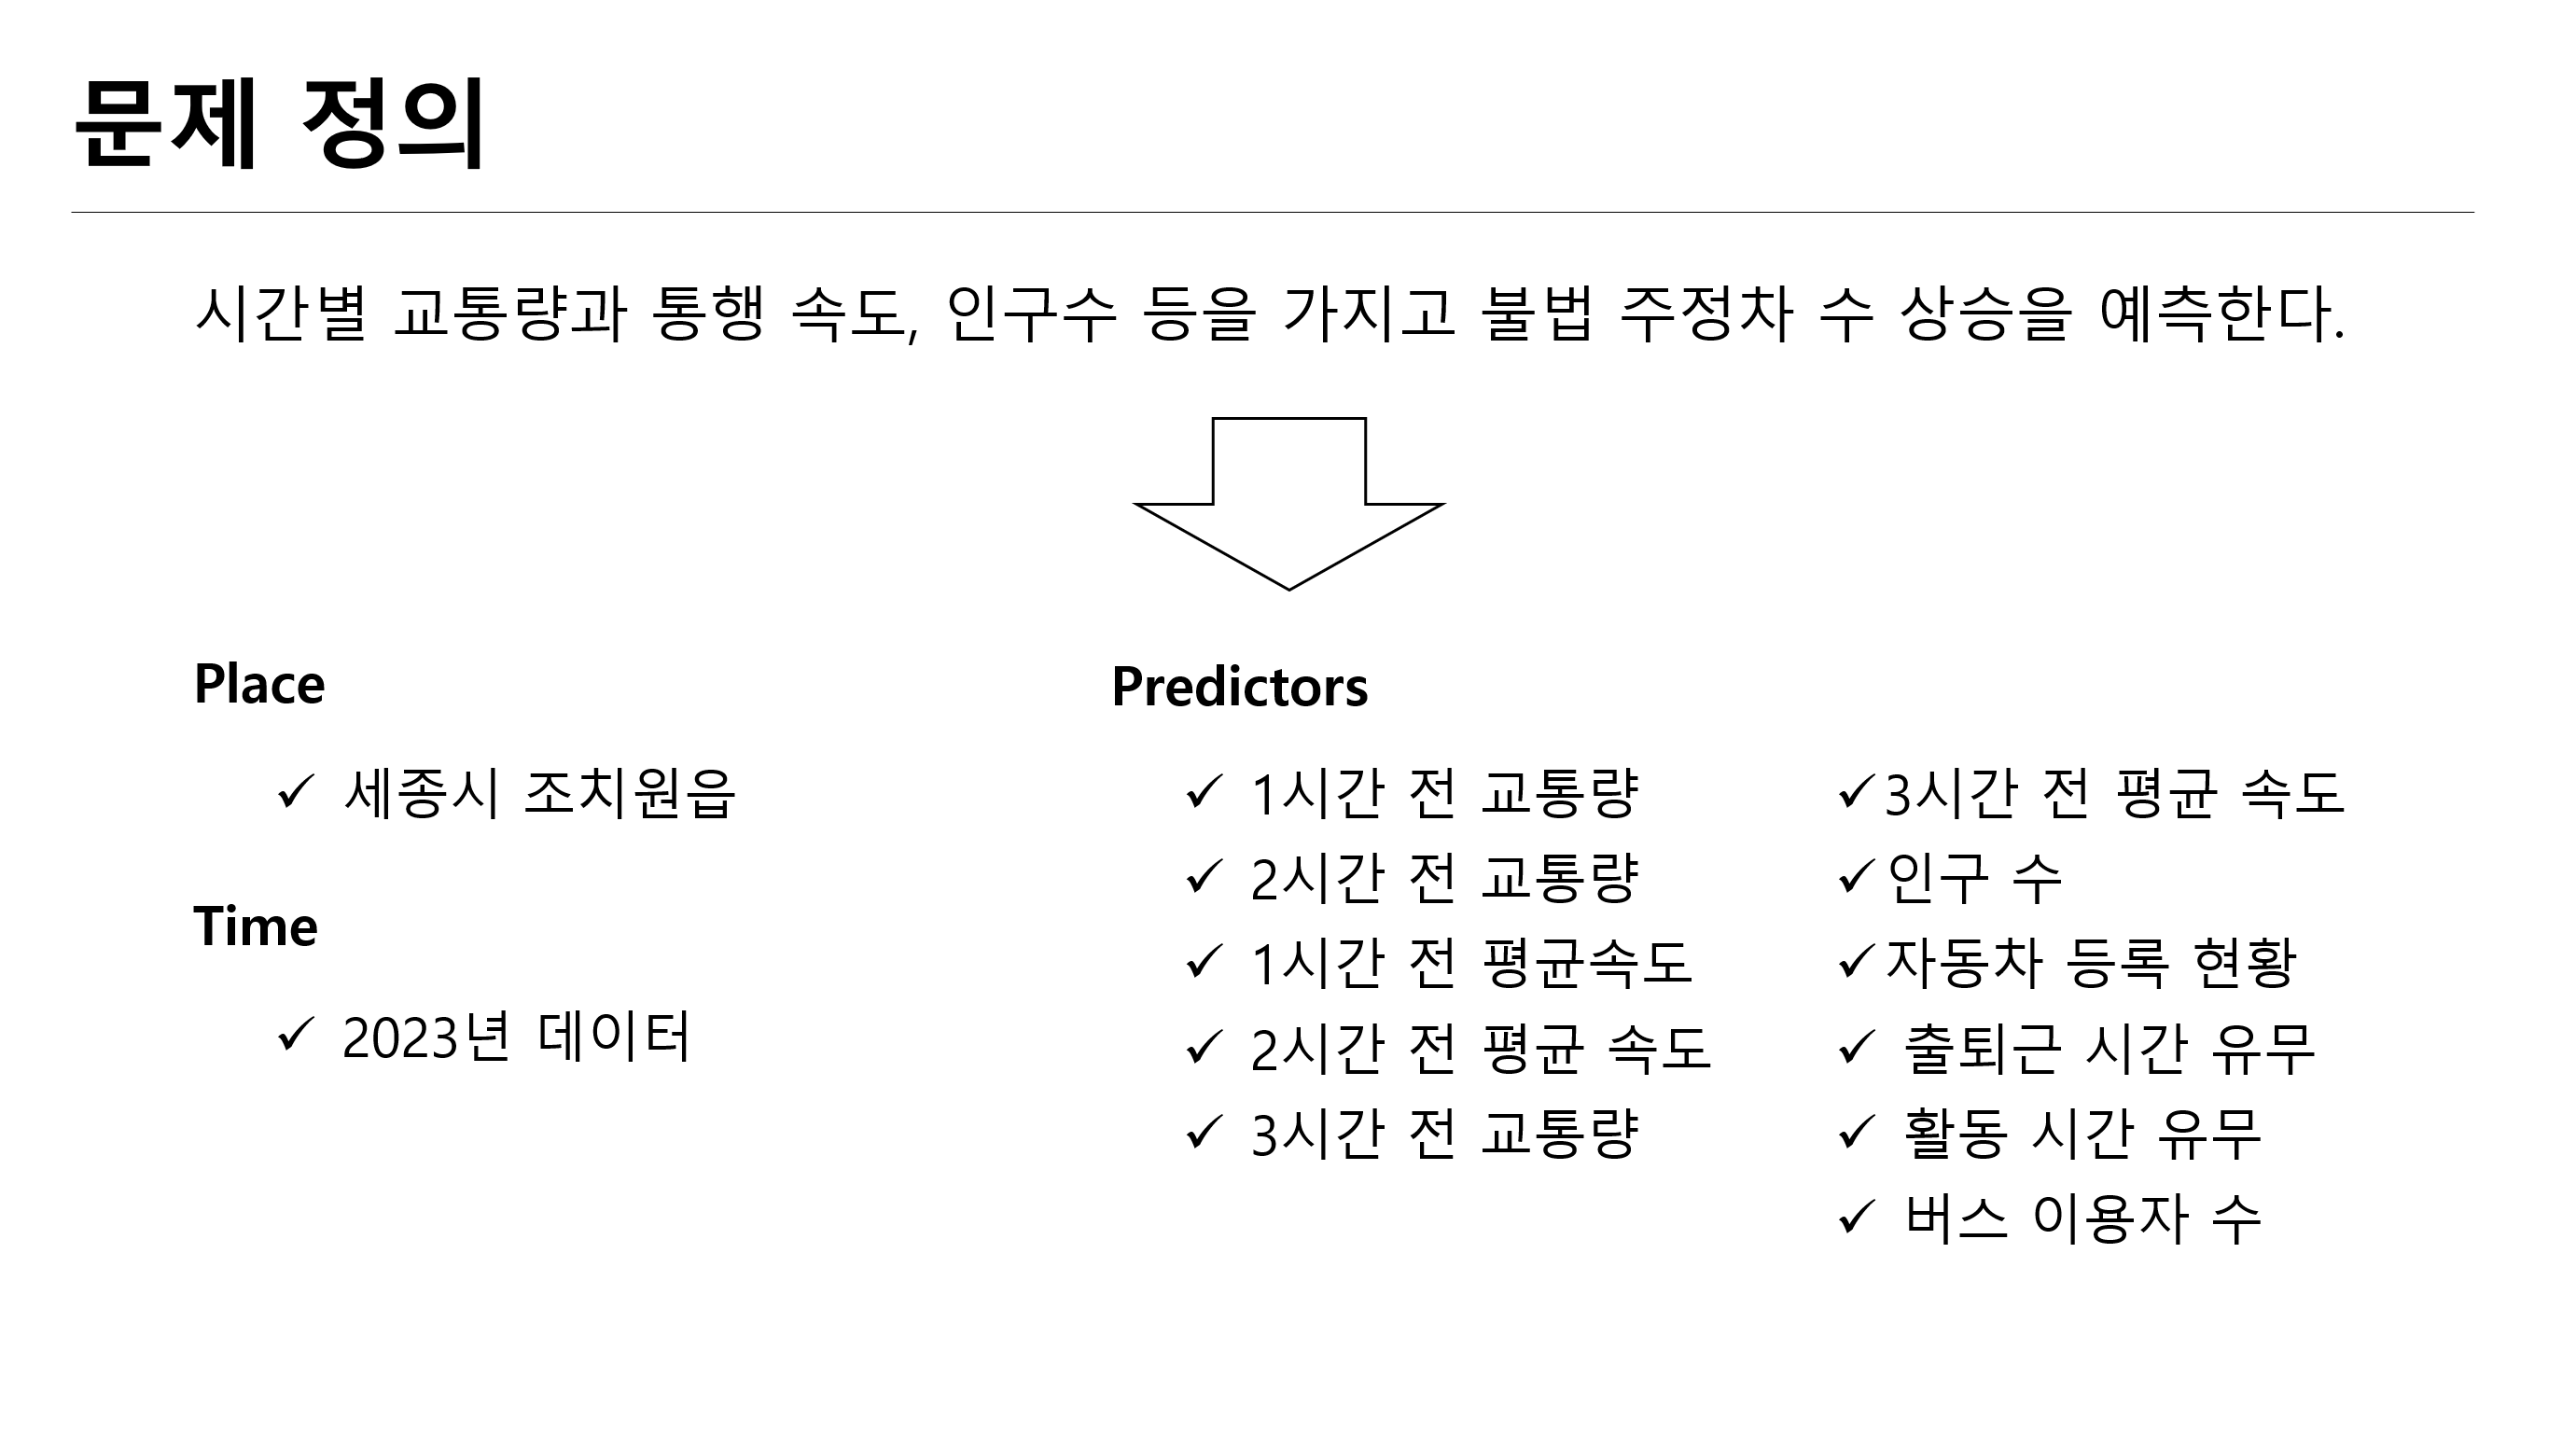 문제 정의
시간별 교통량과 통행 속도, 인구수 등을 가지고 불법 주정차 수 상승을 예측한다.
Place
✓ 세종시 조치원읍
Time
✓ 2023년 데이터
Predictors
✓ 1시간 전 교통량
✓ 2시간 전 교통량
✓ 1시간 전 평균속도
✓ 2시간 전 평균 속도
✓ 3시간 전 교통량
✓3시간 전 평균 속도
✓인구 수
✓자동차 등록 현황
✓ 출퇴근 시간 유무
✓ 활동 시간 유무
✓ 버스 이용자 수